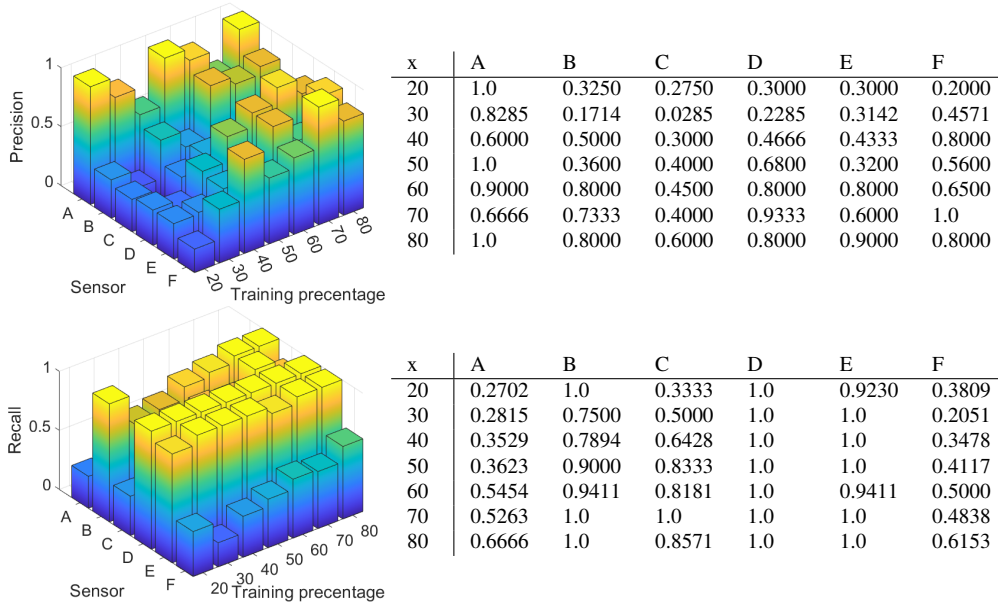 Precision
1
0.5
0
A
B
C
D
E
F
Sensor
20
30
40
50
60
70
80
Training precentage
x A B C D E F
20 1.0 0.3250 0.2750 0.3000 0.3000 0.2000
30 0.8285 0.1714 0.0285 0.2285 0.3142 0.4571
40 0.6000 0.5000 0.3000 0.4666 0.4333 0.8000
50 1.0 0.3600 0.4000 0.6800 0.3200 0.5600
60 0.9000 0.8000 0.4500 0.8000 0.8000 0.6500
70 0.6666 0.7333 0.4000 0.9333 0.6000 1.0
80 1.0 0.8000 0.6000 0.8000 0.9000 0.8000
Recall
1
0.5
0
A
B
C
D
E
F
Sensor
20
30
40
50
60
70
80
Training precentage
x A B C D E F
20 0.2702 1.0 0.3333 1.0 0.9230 0.3809
30 0.2815 0.7500 0.5000 1.0 1.0 0.2051
40 0.3529 0.7894 0.6428 1.0 1.0 0.3478
50 0.3623 0.9000 0.8333 1.0 1.0 0.4117
60 0.5454 0.9411 0.8181 1.0 0.9411 0.5000
70 0.5263 1.0 1.0 1.0 1.0 0.4838
80 0.6666 1.0 0.8571 1.0 1.0 0.6153